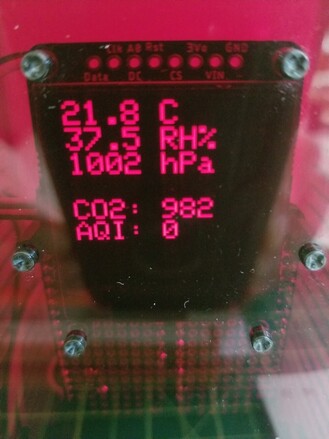 Clk A0 Rst 3Vo GND
Data DC CS VIN
21.8 C
37.5 RH%
1002 hPa
CO2: 982
AQI: 0